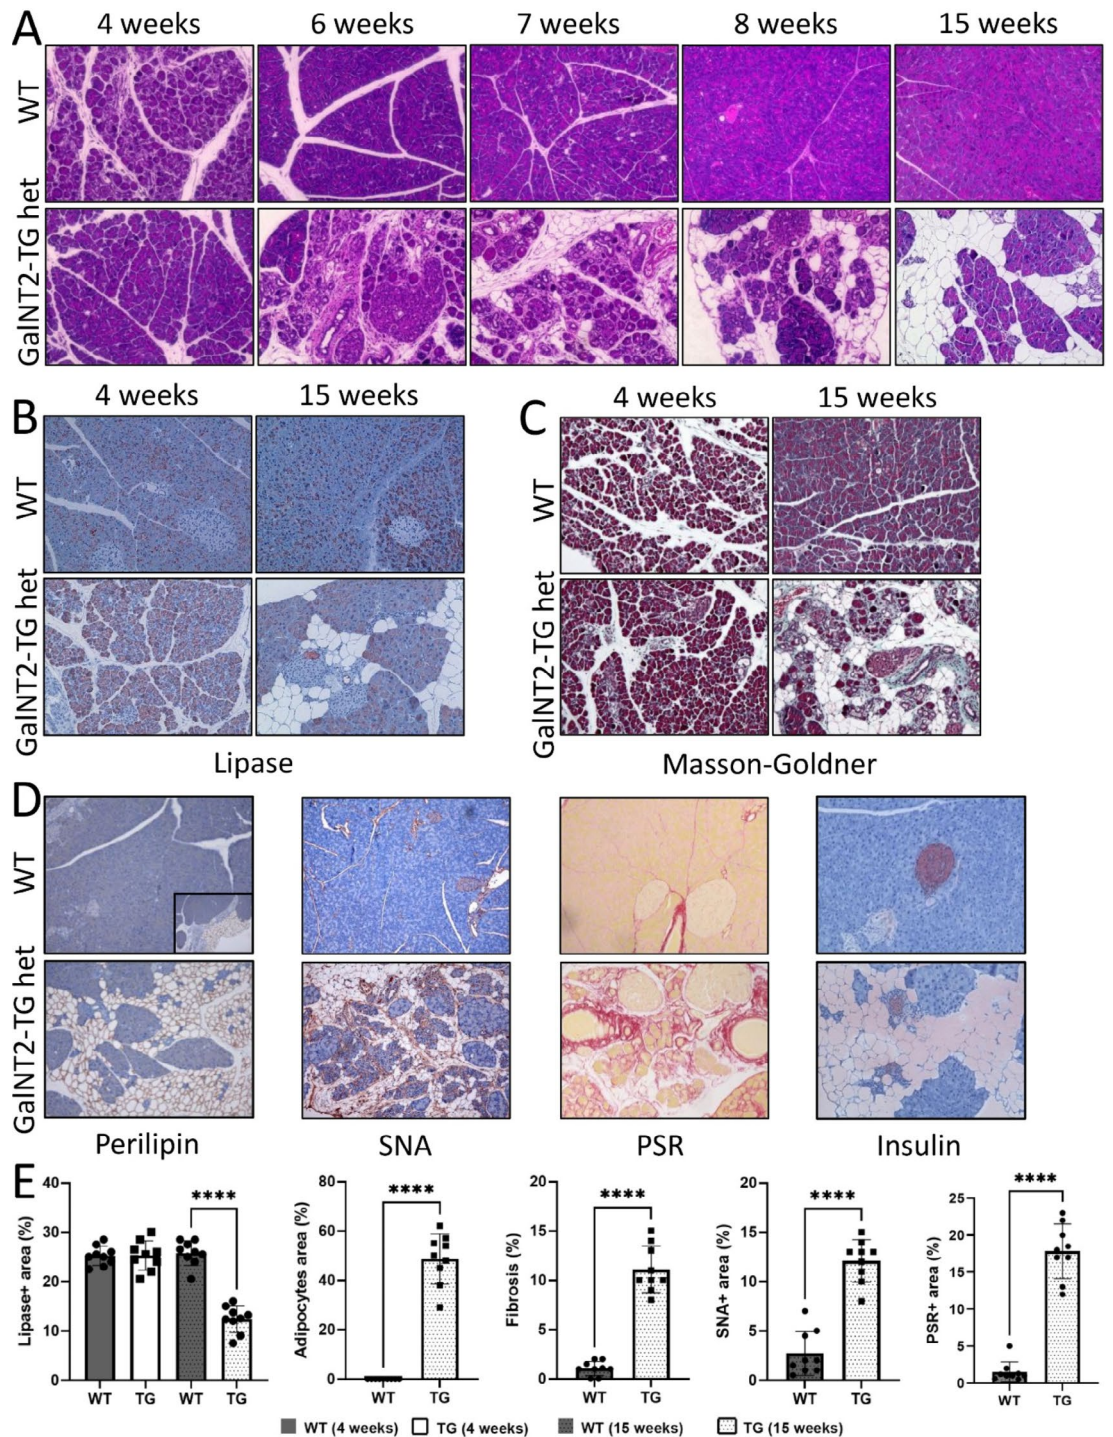 A
4 weeks 6 weeks 7 weeks 8 weeks 15 weeks
WT
GalNT2-TG het
B
4 weeks 15 weeks
WT
GalNT2-TG het
Lipase
C
4 weeks 15 weeks
WT
GalNT2-TG het
Masson-Goldner
D
WT
GalNT2-TG het
Perilipin SNA PSR Insulin
E
Lipase+ area (%)
40
30
20
10
0
****
WT TG WT TG
Adipocytes area (%)
80
60
40
20
0
****
WT TG
Fibrosis (%)
20
15
10
5
0
****
WT TG
SNA+ area (%)
20
15
10
5
0
****
WT TG
PSR+ area (%)
25
20
15
10
5
0
****
WT TG
WT (4 weeks) TG (4 weeks) WT (15 weeks) TG (15 weeks)